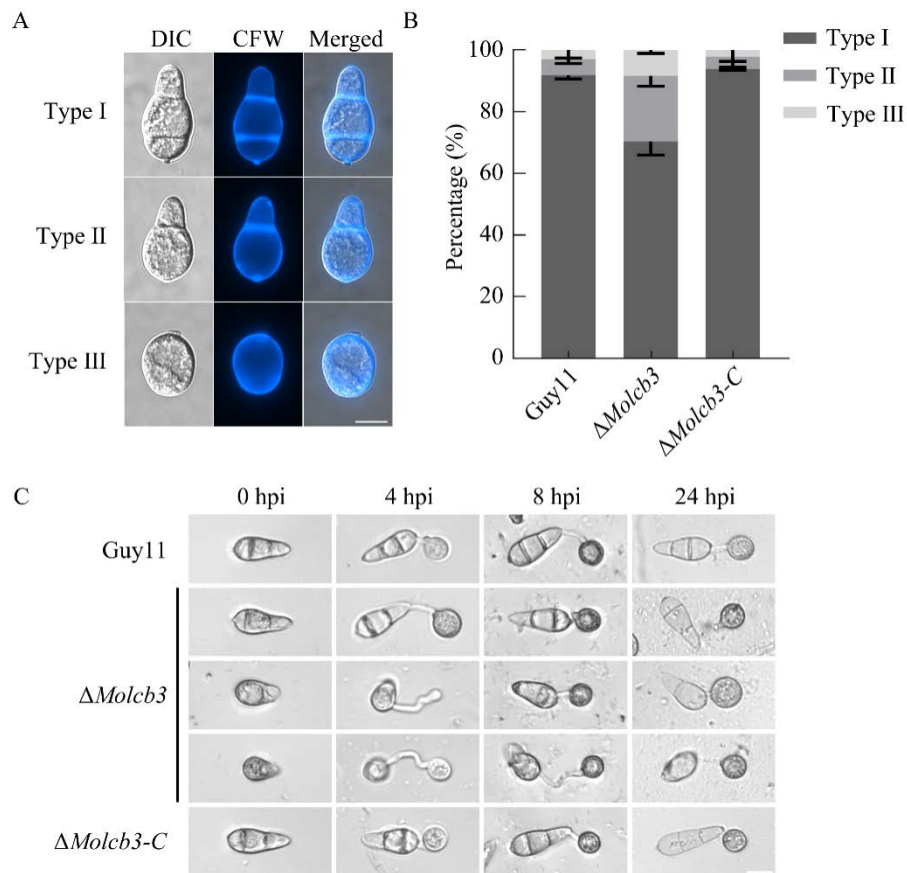 A
DIC CFW Merged
Type I
Type II
Type III
B
Percentage (%)
100
80
60
40
20
0
Guy11
ΔMolcb3
ΔMolcb3-C
Type I
Type II
Type III
C
0 hpi 4 hpi 8 hpi 24 hpi
Guy11
ΔMolcb3
ΔMolcb3-C